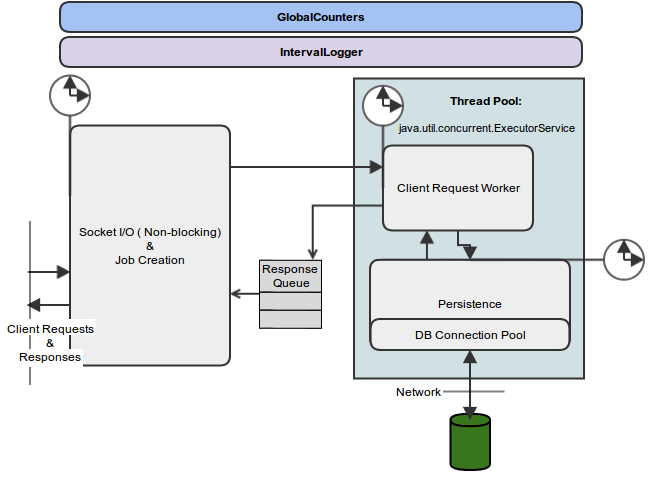 GlobalCounters
IntervalLogger
Thread Pool:
java.util.concurrent.ExecutorService
Client Request Worker
Socket I/O ( Non-blocking)
&
Job Creation
Response
Queue
Persistence
DB Connection Pool
Client Requests
&
Responses
Network